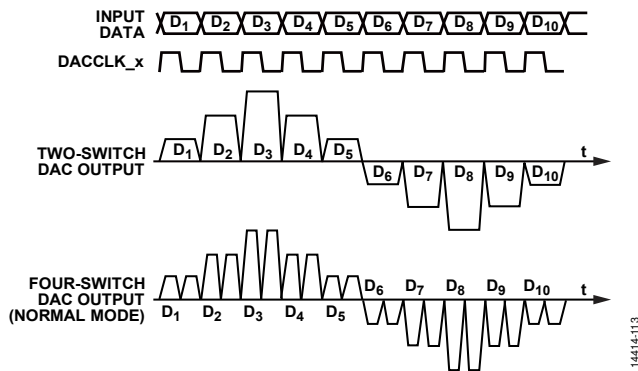 INPUT
DATA
D1 D2 D3 D4 D5 D6 D7 D8 D9 D10
DACCLK_x
TWO-SWITCH
DAC OUTPUT
D1 D2 D3 D4 D5
t
D6 D7 D8 D9 D10
FOUR-SWITCH
DAC OUTPUT
(NORMAL MODE)
D6 D7 D8 D9 D10
t
D1 D2 D3 D4 D5
14414-113